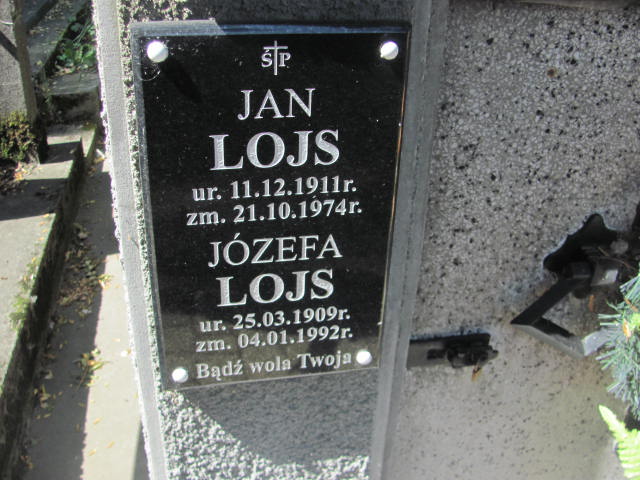 Ś†P
JAN
LOJS
ur. 11.12.1911r.
zm. 21.10.1974r.
JÓZEFA
LOJS
ur. 25.03.1909r.
zm. 04.01.1992r.
Bądź wola Twoja